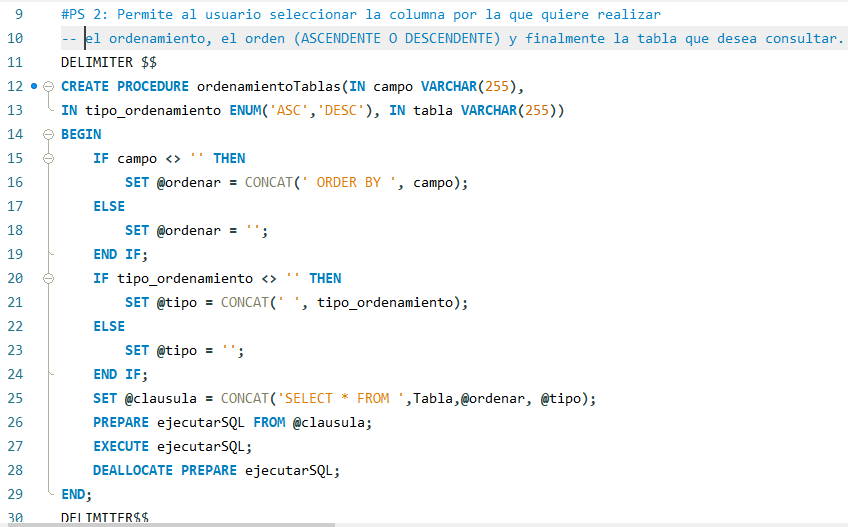 9 #PS 2: Permite al usuario seleccionar la columna por la que quiere realizar
10 -- el ordenamiento, el orden (ASCENDENTE O DESCENDENTE) y finalmente la tabla que desea consultar.
11 DELIMITER $$
12 CREATE PROCEDURE ordenamientoTablas(IN campo VARCHAR(255),
13 IN tipo_ordenamiento ENUM('ASC','DESC'), IN tabla VARCHAR(255))
14 BEGIN
15 IF campo <> '' THEN
16 SET @ordenar = CONCAT(' ORDER BY ', campo);
17 ELSE
18 SET @ordenar = '';
19 END IF;
20 IF tipo_ordenamiento <> '' THEN
21 SET @tipo = CONCAT(' ', tipo_ordenamiento);
22 ELSE
23 SET @tipo = '';
24 END IF;
25 SET @clausula = CONCAT('SELECT * FROM ',Tabla,@ordenar, @tipo);
26 PREPARE ejecutarSQL FROM @clausula;
27 EXECUTE ejecutarSQL;
28 DEALLOCATE PREPARE ejecutarSQL;
29 END;
30 DELIMITER$$